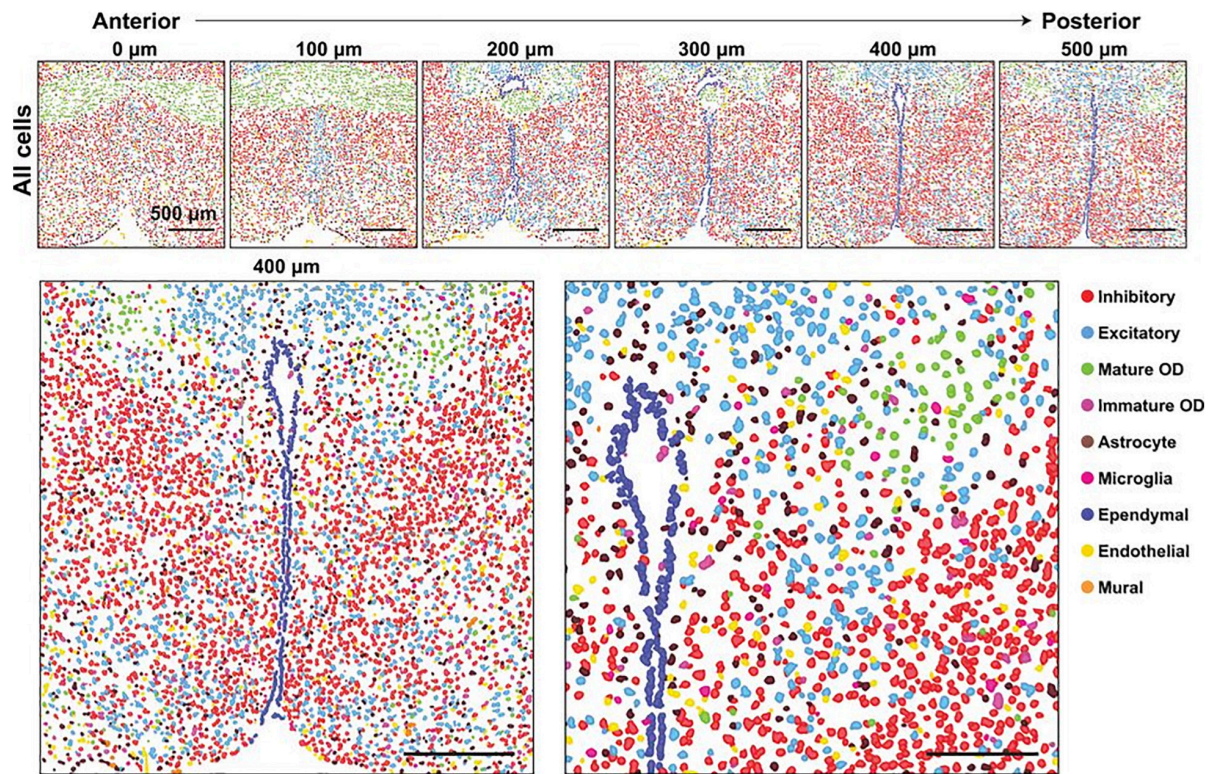 Anterior Posterior
0 μm 100 μm 200 μm 300 μm 400 μm 500 μm
All cells
500 μm
400 μm
Inhibitory
Excitatory
Mature OD
Immature OD
Astrocyte
Microglia
Ependymal
Endothelial
Mural